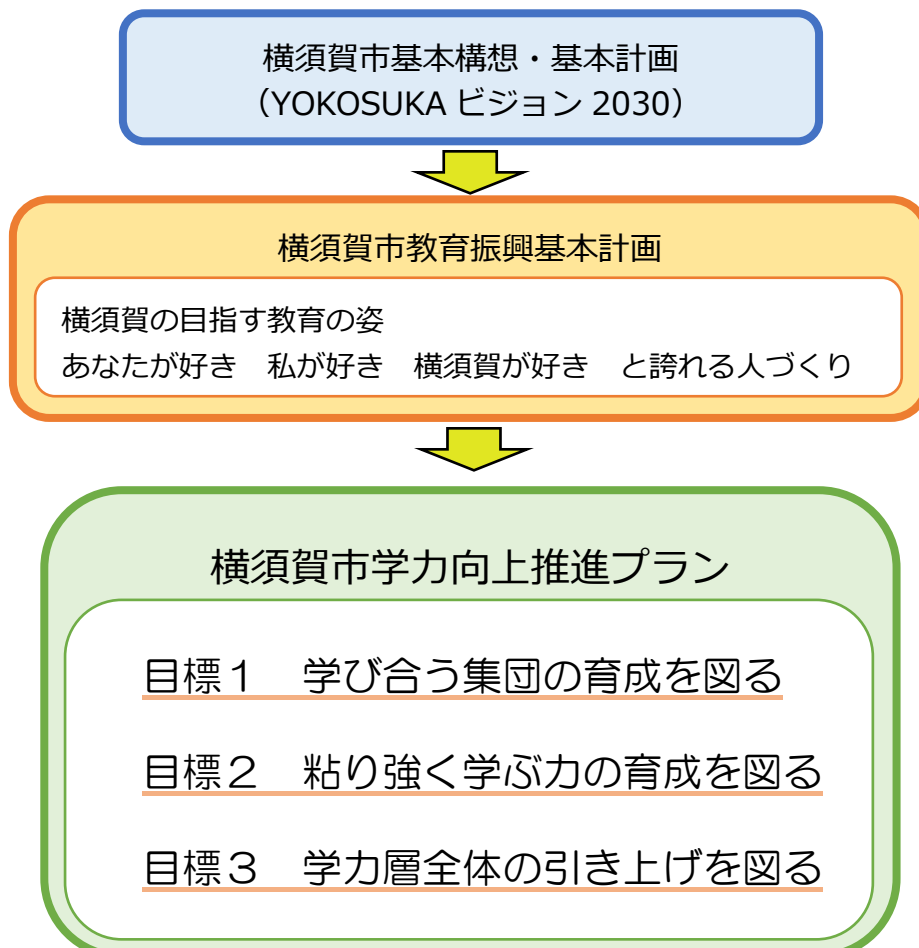 横須賀市基本構想・基本計画
（YOKOSUKA ビジョン 2030）
横須賀市教育振興基本計画
横須賀の目指す教育の姿
あなたが好き　私が好き　横須賀が好き　と誇れる人づくり
横須賀市学力向上推進プラン
目標１　学び合う集団の育成を図る
目標２　粘り強く学ぶ力の育成を図る
目標３　学力層全体の引き上げを図る